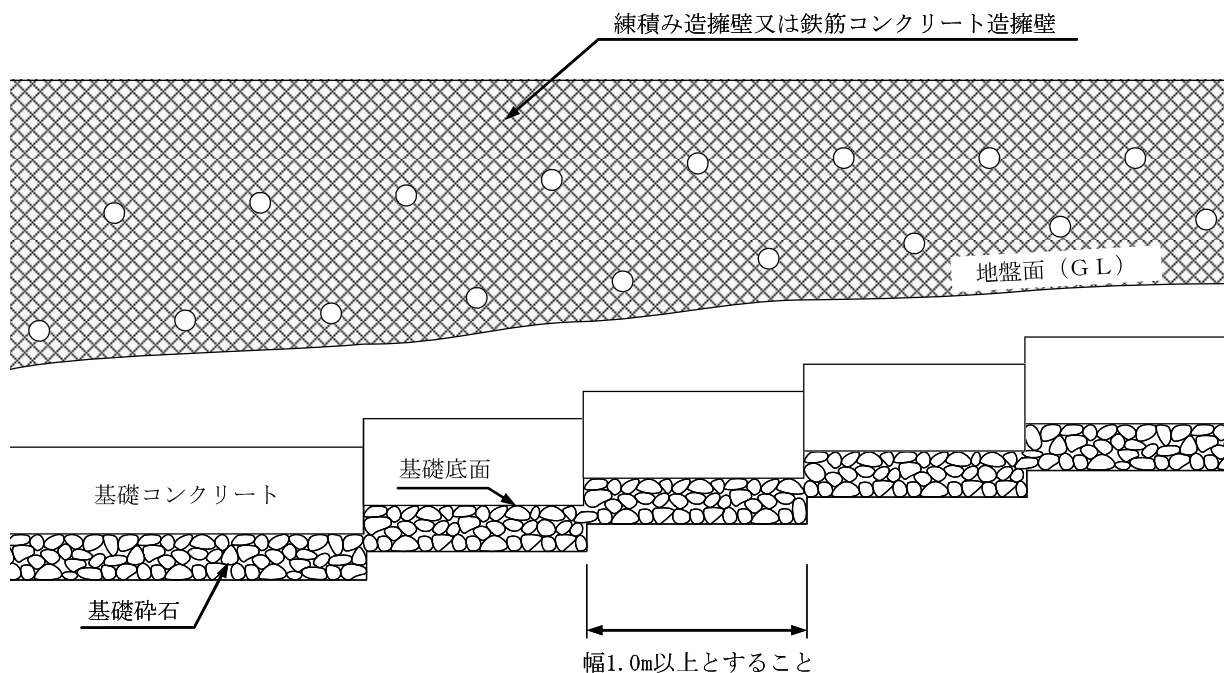 練積み造擁壁又は鉄筋コンクリート造擁壁
地盤面（ＧＬ）
基礎底面
基礎コンクリート
基礎砕石
幅1.0m以上とすること